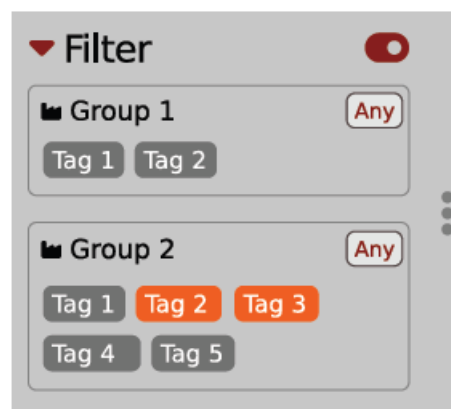 Filter
Group 1 Any
Tag 1 Tag 2
Group 2 Any
Tag 1 Tag 2 Tag 3
Tag 4 Tag 5